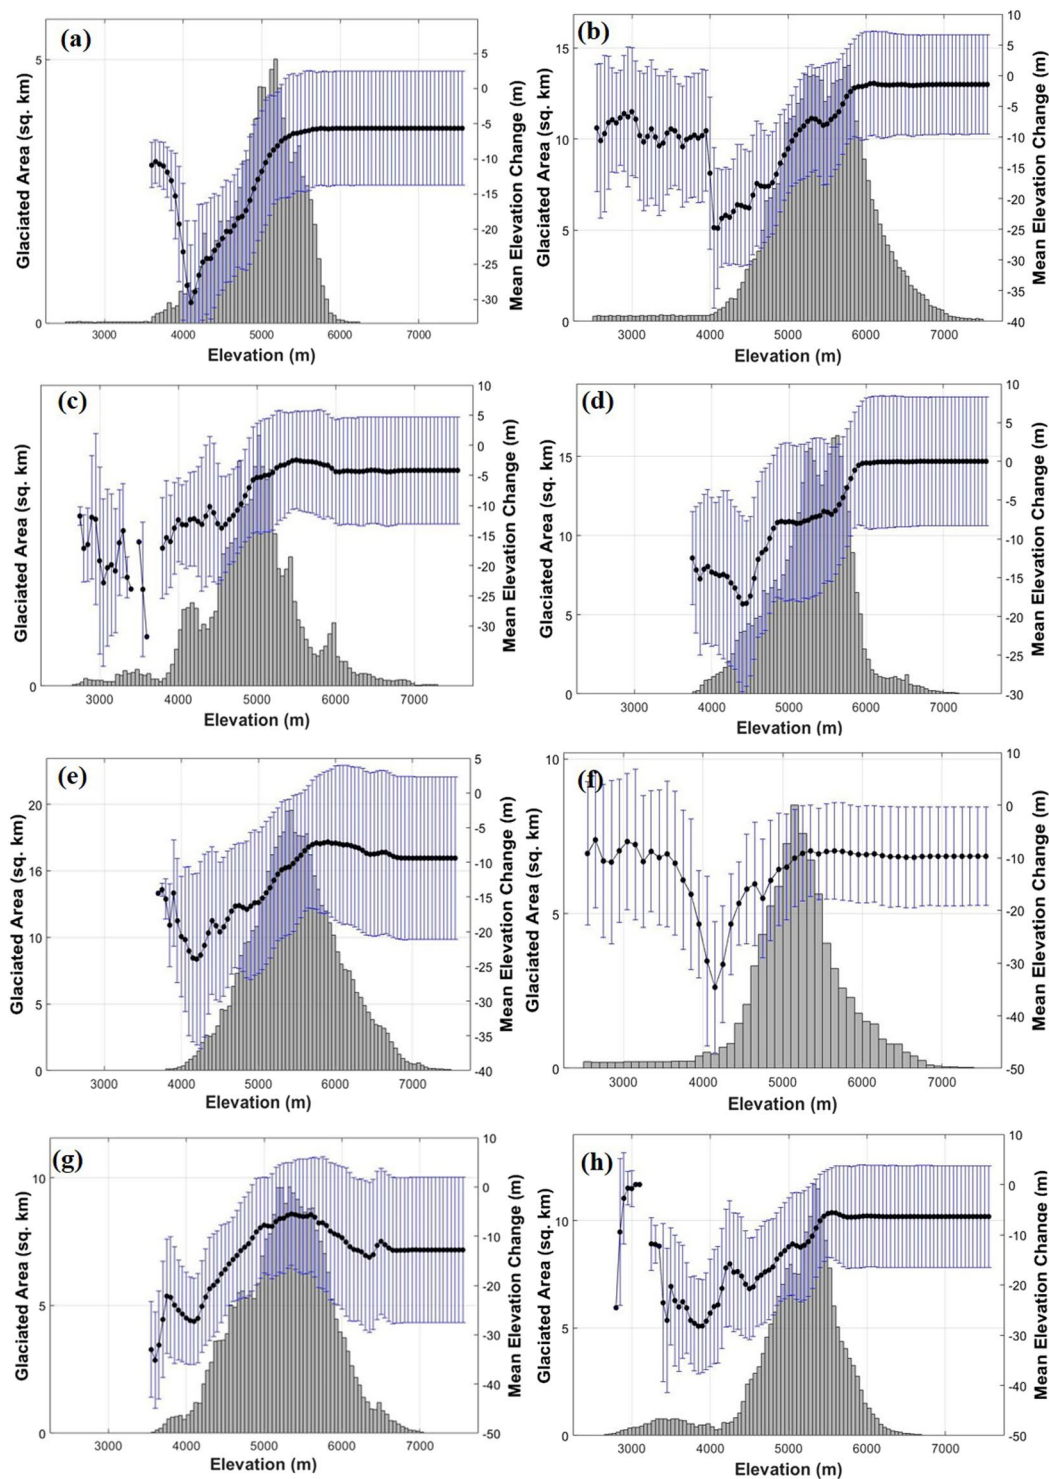 (a)
Glaciated Area (sq. km)
5
0
5
0
-5
-10
-15
-20
-25
-30
Mean Elevation Change (m)
3000 4000 5000 6000 7000
Elevation (m)
(b)
Glaciated Area (sq. km)
15
10
5
0
10
5
0
-5
-10
-15
-20
-25
-30
-35
-40
Mean Elevation Change (m)
3000 4000 5000 6000 7000
Elevation (m)
(c)
Glaciated Area (sq. km)
0
10
5
0
-5
-10
-15
-20
-25
-30
Mean Elevation Change (m)
3000 4000 5000 6000 7000
Elevation (m)
(d)
Glaciated Area (sq. km)
15
10
5
0
10
5
0
-5
-10
-15
-20
-25
-30
Mean Elevation Change (m)
3000 4000 5000 6000 7000
Elevation (m)
(e)
Glaciated Area (sq. km)
20
16
10
5
0
5
0
-5
-10
-15
-20
-25
-30
-35
-40
Mean Elevation Change (m)
3000 4000 5000 6000 7000
Elevation (m)
(f)
Glaciated Area (sq. km)
10
5
0
10
0
-10
-20
-30
-40
-50
Mean Elevation Change (m)
3000 4000 5000 6000 7000
Elevation (m)
(g)
Glaciated Area (sq. km)
10
5
0
10
0
-10
-20
-30
-40
-50
Mean Elevation Change (m)
3000 4000 5000 6000 7000
Elevation (m)
(h)
Glaciated Area (sq. km)
10
5
0
10
0
-10
-20
-30
-40
-50
Mean Elevation Change (m)
3000 4000 5000 6000 7000
Elevation (m)